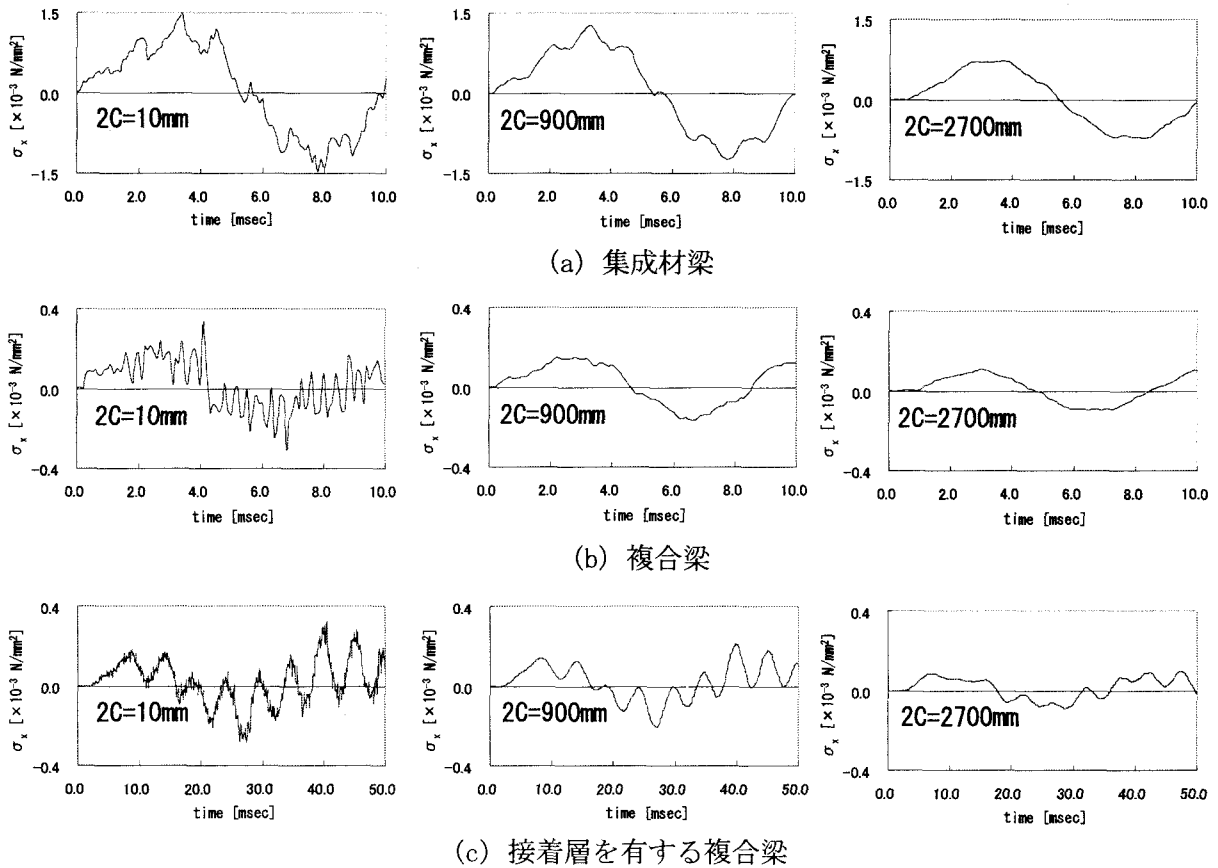 1.5
0.0
-1.5
σx [×10⁻³ N/mm²]
2C=10mm
0.0 2.0 4.0 6.0 8.0 10.0
time [msec]
1.5
0.0
-1.5
σx [×10⁻³ N/mm²]
2C=900mm
0.0 2.0 4.0 6.0 8.0 10.0
time [msec]
1.5
0.0
-1.5
σx [×10⁻³ N/mm²]
2C=2700mm
0.0 2.0 4.0 6.0 8.0 10.0
time [msec]
(a) 集成材梁
0.4
0.0
-0.4
σx [×10⁻³ N/mm²]
2C=10mm
0.0 2.0 4.0 6.0 8.0 10.0
time [msec]
0.4
0.0
-0.4
σx [×10⁻³ N/mm²]
2C=900mm
0.0 2.0 4.0 6.0 8.0 10.0
time [msec]
0.4
0.0
-0.4
σx [×10⁻³ N/mm²]
2C=2700mm
0.0 2.0 4.0 6.0 8.0 10.0
time [msec]
(b) 複合梁
0.4
0.0
-0.4
σx [×10⁻³ N/mm²]
2C=10mm
0.0 10.0 20.0 30.0 40.0 50.0
time [msec]
0.4
0.0
-0.4
σx [×10⁻³ N/mm²]
2C=900mm
0.0 10.0 20.0 30.0 40.0 50.0
time [msec]
0.4
0.0
-0.4
σx [×10⁻³ N/mm²]
2C=2700mm
0.0 10.0 20.0 30.0 40.0 50.0
time [msec]
(c) 接着層を有する複合梁